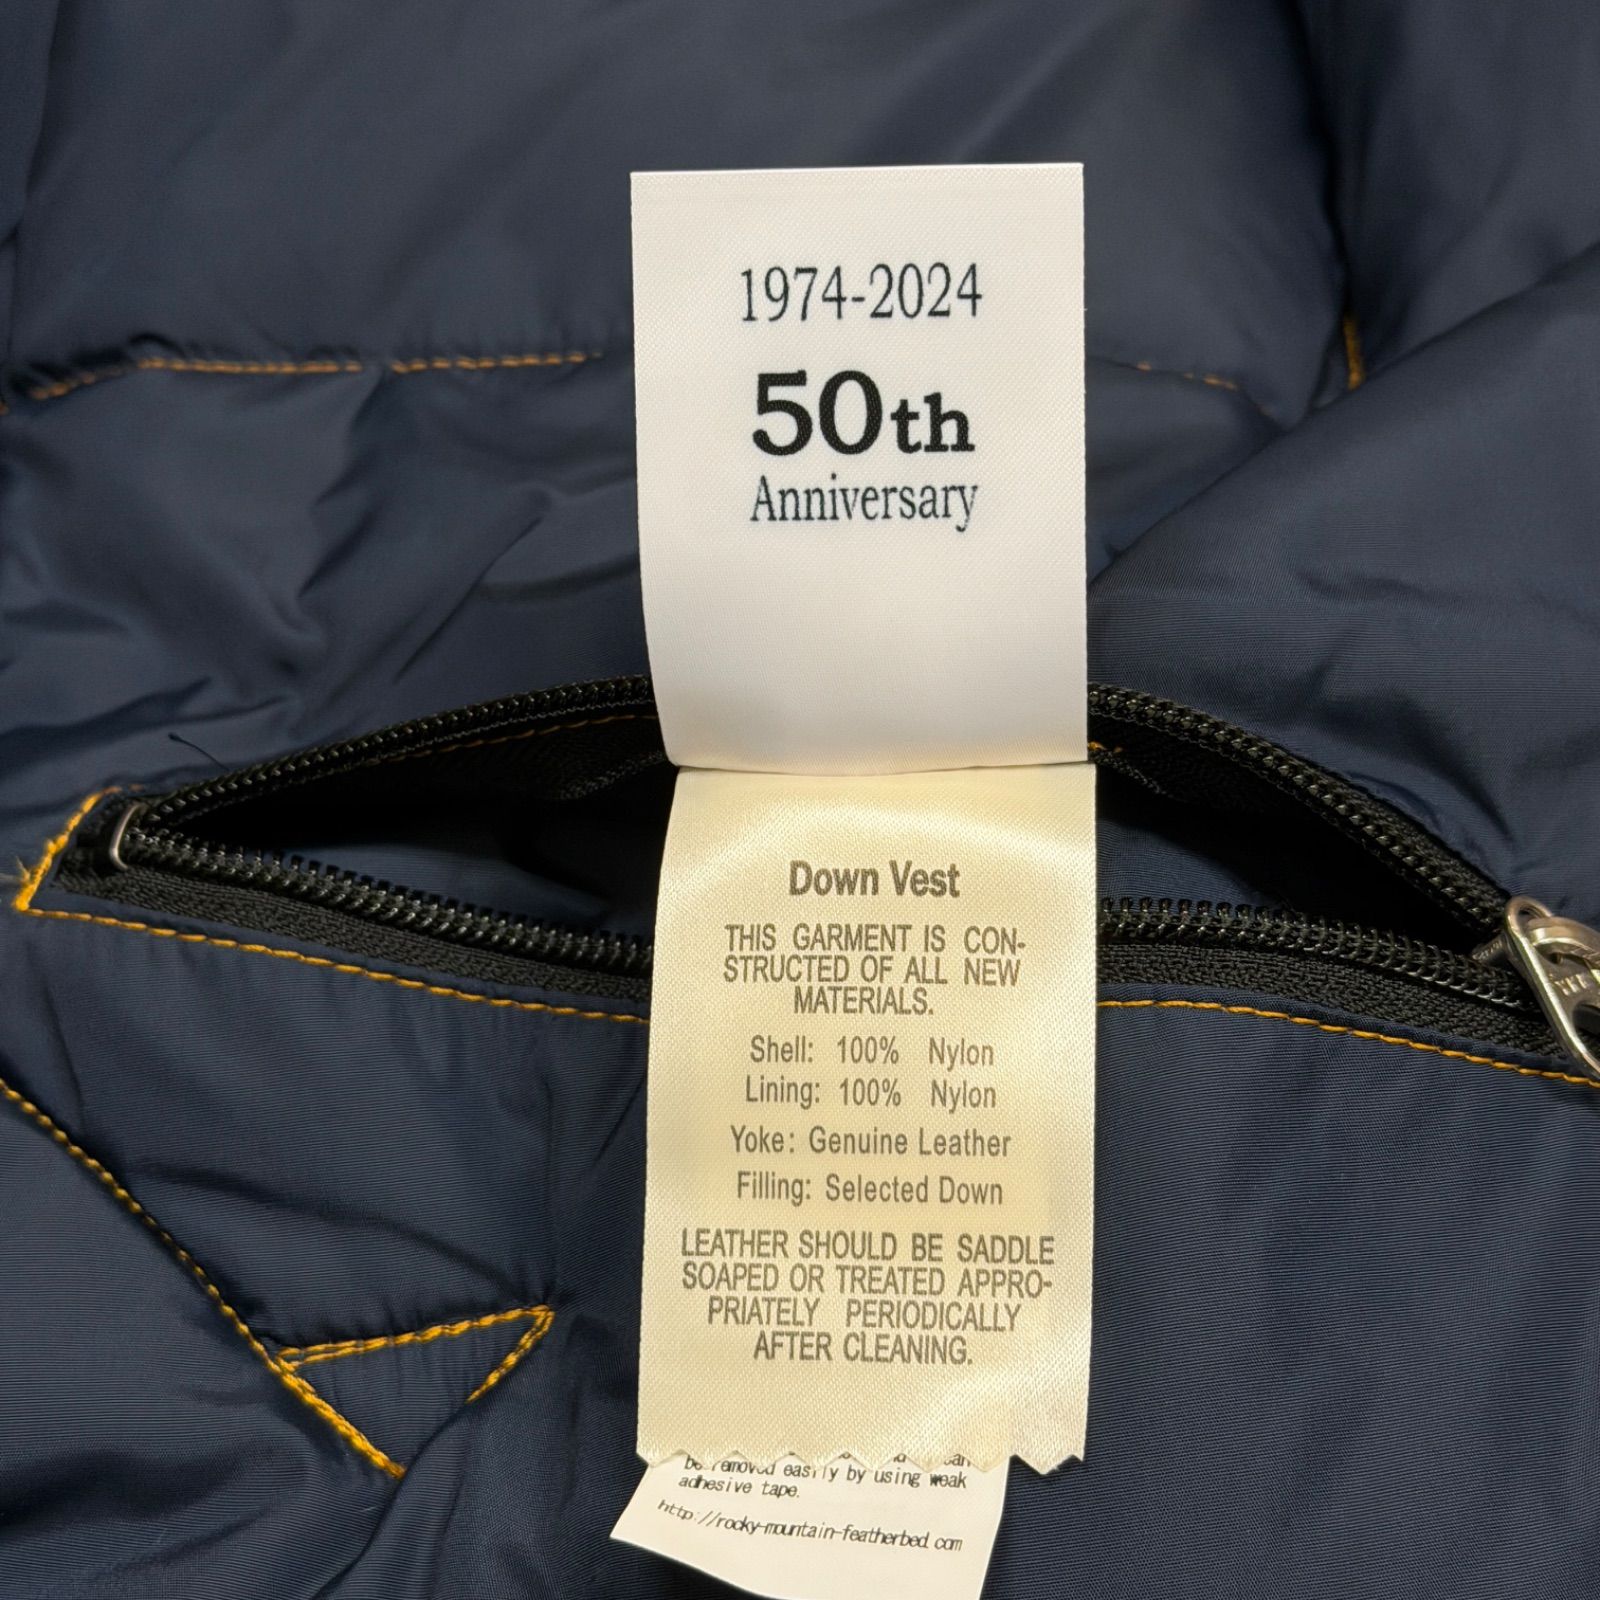 1974-2024
50th
Anniversary
Down Vest
THIS GARMENT IS CON-
STRUCTED OF ALL NEW
MATERIALS.
Shell: 100% Nylon
Lining: 100% Nylon
Yoke: Genuine Leather
Filling: Selected Down
LEATHER SHOULD BE SADDLE
SOAPED OR TREATED APPRO-
PRIATELY PERIODICALLY
AFTER CLEANING.
be removed easily by using weak
adhesive tape.
http://rocky-mountain-featherbed.com